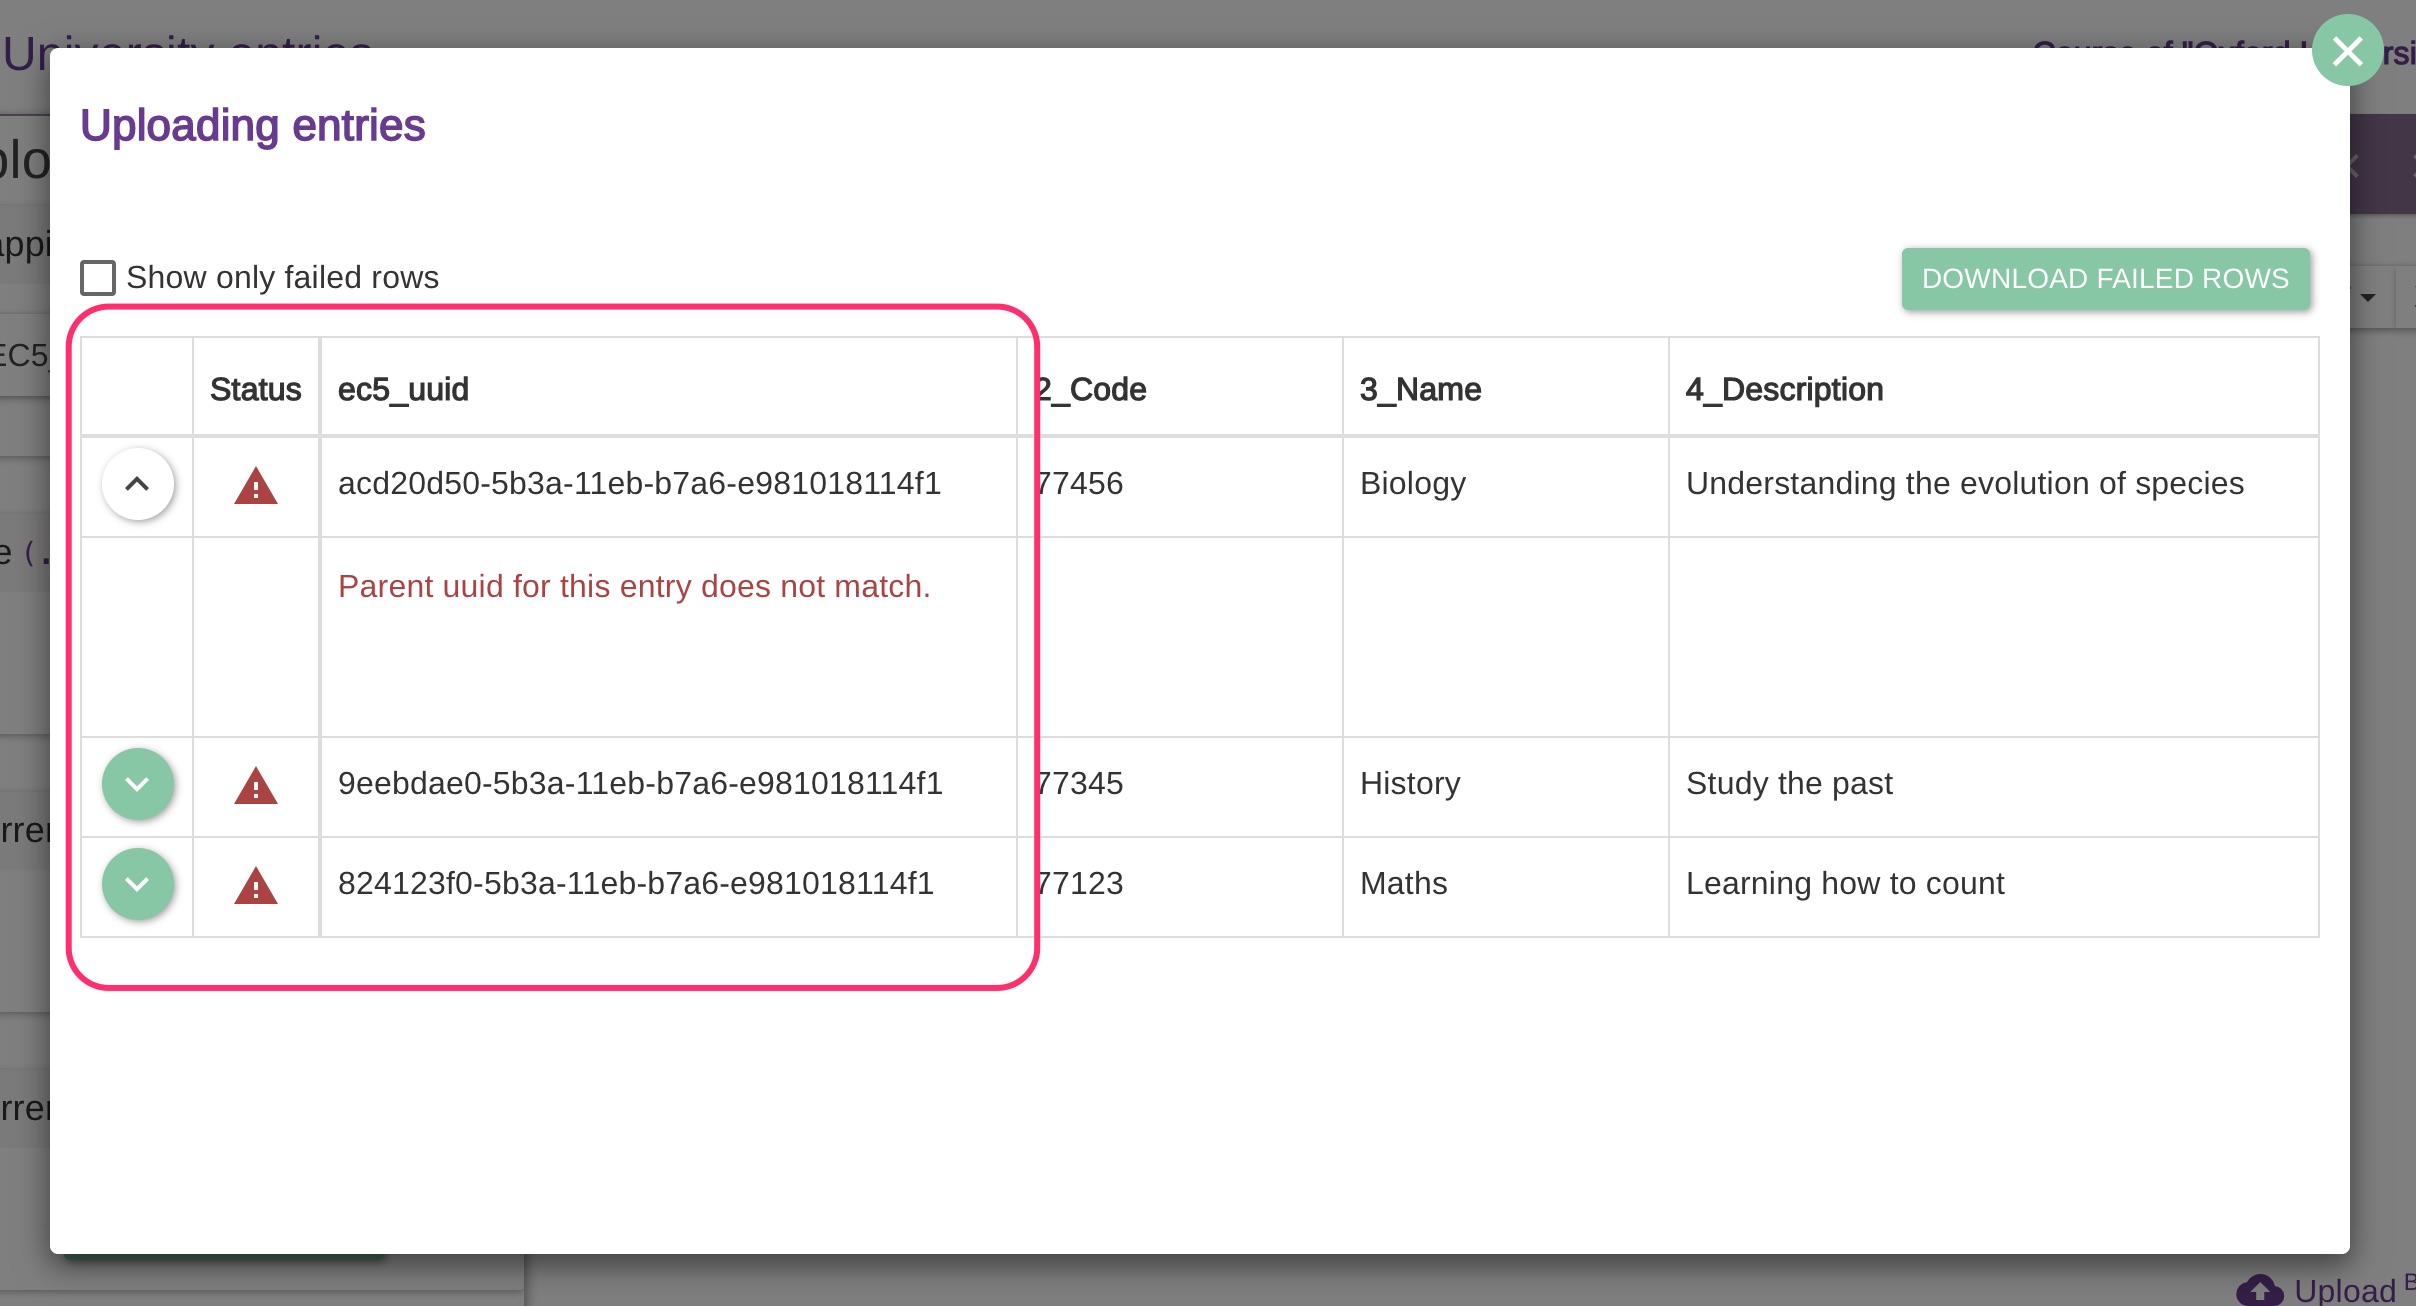 Uploading entries
Show only failed rows
DOWNLOAD FAILED ROWS
Status ec5_uuid 2_Code 3_Name 4_Description
acd20d50-5b3a-11eb-b7a6-e981018114f1 77456 Biology Understanding the evolution of species
Parent uuid for this entry does not match.
9eebdae0-5b3a-11eb-b7a6-e981018114f1 77345 History Study the past
824123f0-5b3a-11eb-b7a6-e981018114f1 77123 Maths Learning how to count
Upload